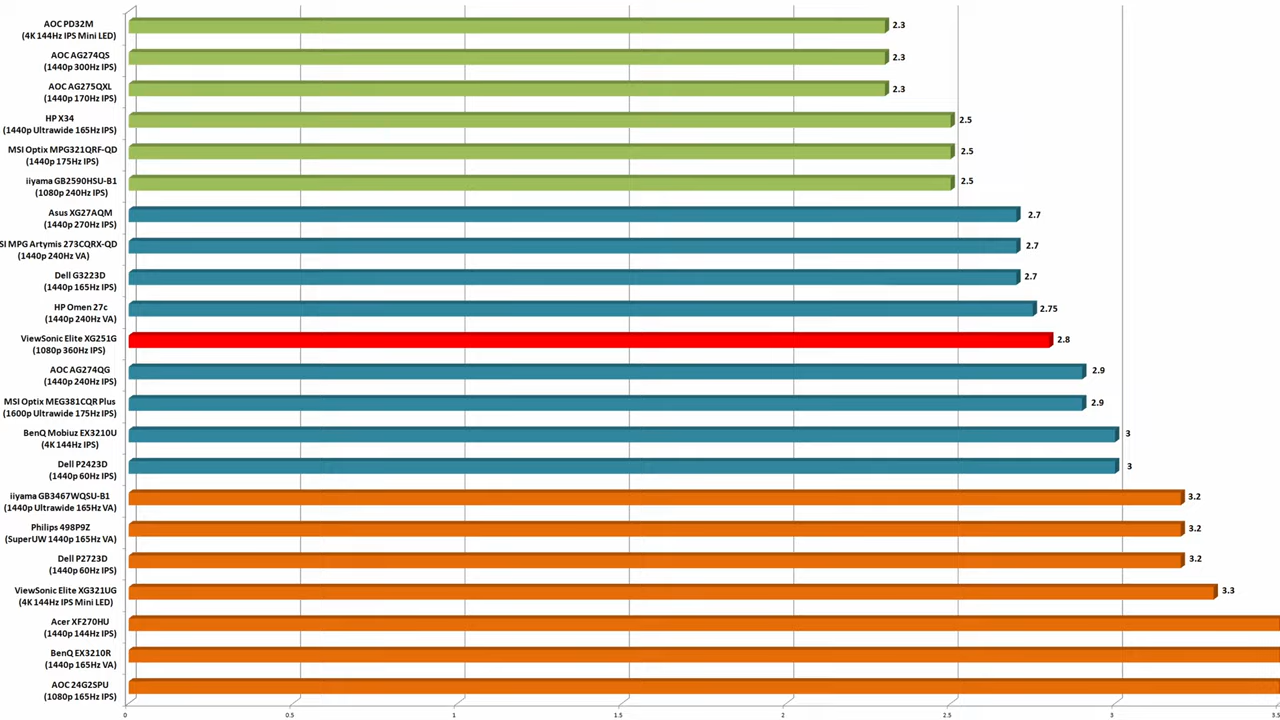 AOC PD32M
(4K 144Hz IPS Mini LED)
2.3
AOC AG274QS
(1440p 300Hz IPS)
2.3
AOC AG275QXL
(1440p 170Hz IPS)
2.3
HP X34
(1440p Ultrawide 165Hz IPS)
2.5
MSI Optix MPG321QRF-QD
(1440p 175Hz IPS)
2.5
iiyama GB2590HSU-B1
(1080p 240Hz IPS)
2.5
Asus XG27AQM
(1440p 270Hz IPS)
2.7
SI MPG Artymis 273CQRX-QD
(1440p 240Hz VA)
2.7
Dell G3223D
(1440p 165Hz IPS)
2.7
HP Omen 27c
(1440p 240Hz VA)
2.75
ViewSonic Elite XG251G
(1080p 360Hz IPS)
2.8
AOC AG274QG
(1440p 240Hz IPS)
2.9
MSI Optix MEG381CQR Plus
(1600p Ultrawide 175Hz IPS)
2.9
BenQ Mobiuz EX3210U
(4K 144Hz IPS)
3
Dell P2423D
(1440p 60Hz IPS)
3
iiyama GB3467WQSU-B1
(1440p Ultrawide 165Hz VA)
3.2
Philips 498P9Z
(SuperUW 1440p 165Hz VA)
3.2
Dell P2723D
(1440p 60Hz IPS)
3.2
ViewSonic Elite XG321UG
(4K 144Hz IPS Mini LED)
3.3
Acer XF270HU
(1440p 144Hz IPS)
BenQ EX3210R
(1440p 165Hz VA)
AOC 24G2SPU
(1080p 165Hz IPS)
0 0.5 1 1.5 2 2.5 3 3.5